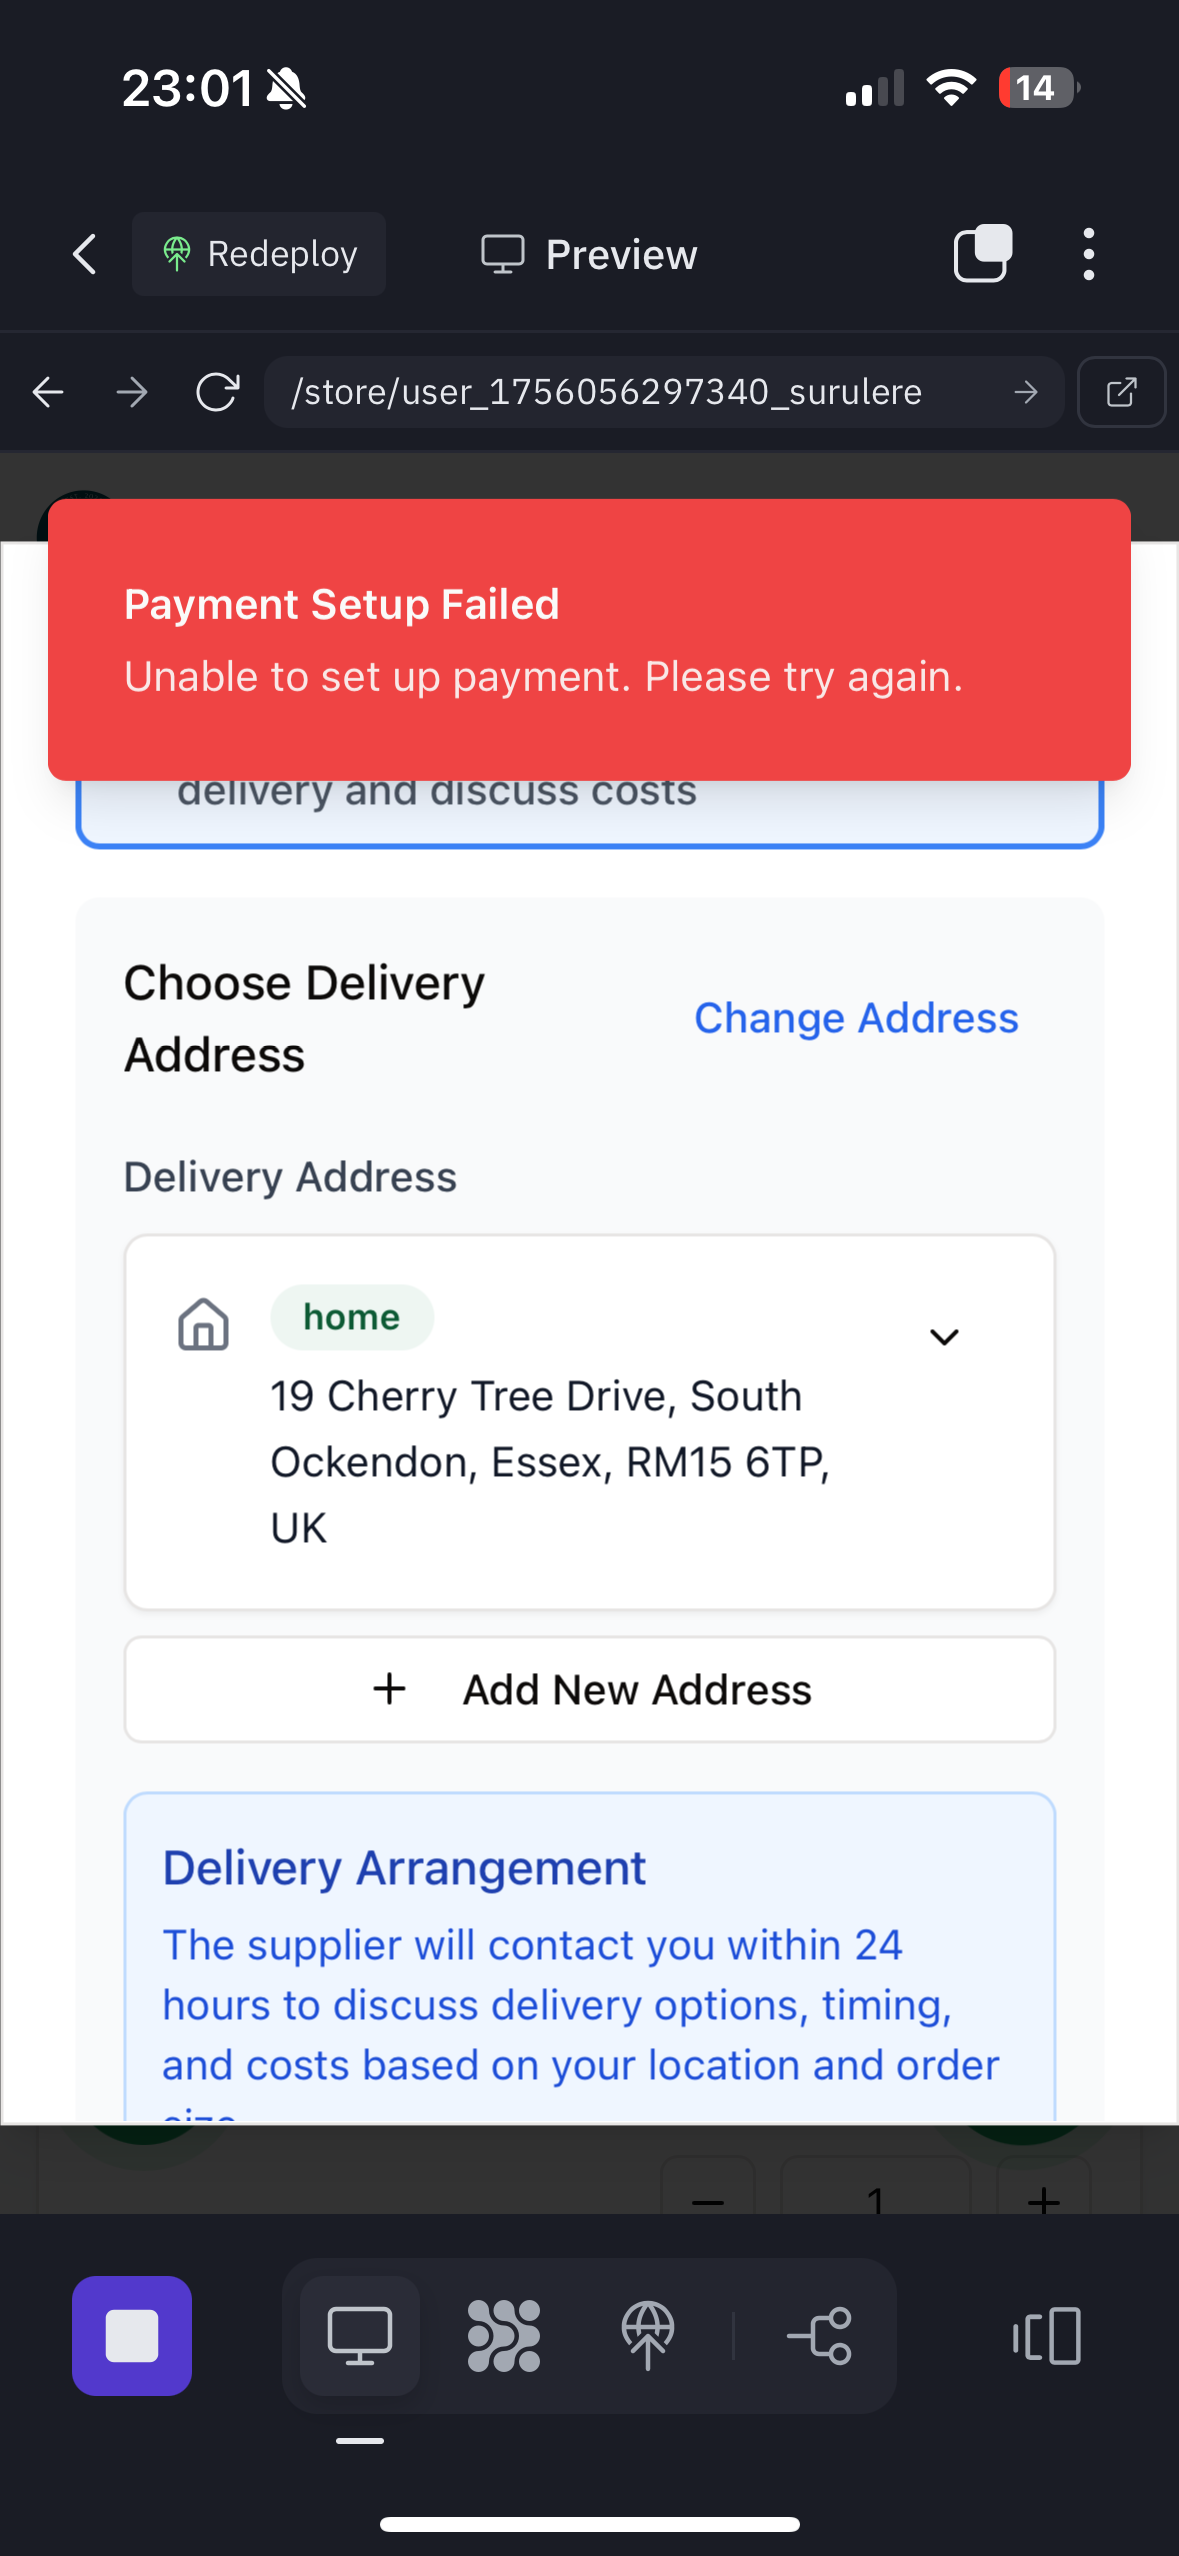 23:01
14
Redeploy
Preview
/store/user_1756056297340_surulere
Payment Setup Failed
Unable to set up payment. Please try again.
delivery and discuss costs
Choose Delivery
Address
Change Address
Delivery Address
home
19 Cherry Tree Drive, South
Ockendon, Essex, RM15 6TP,
UK
+ Add New Address
Delivery Arrangement
The supplier will contact you within 24
hours to discuss delivery options, timing,
and costs based on your location and order
1